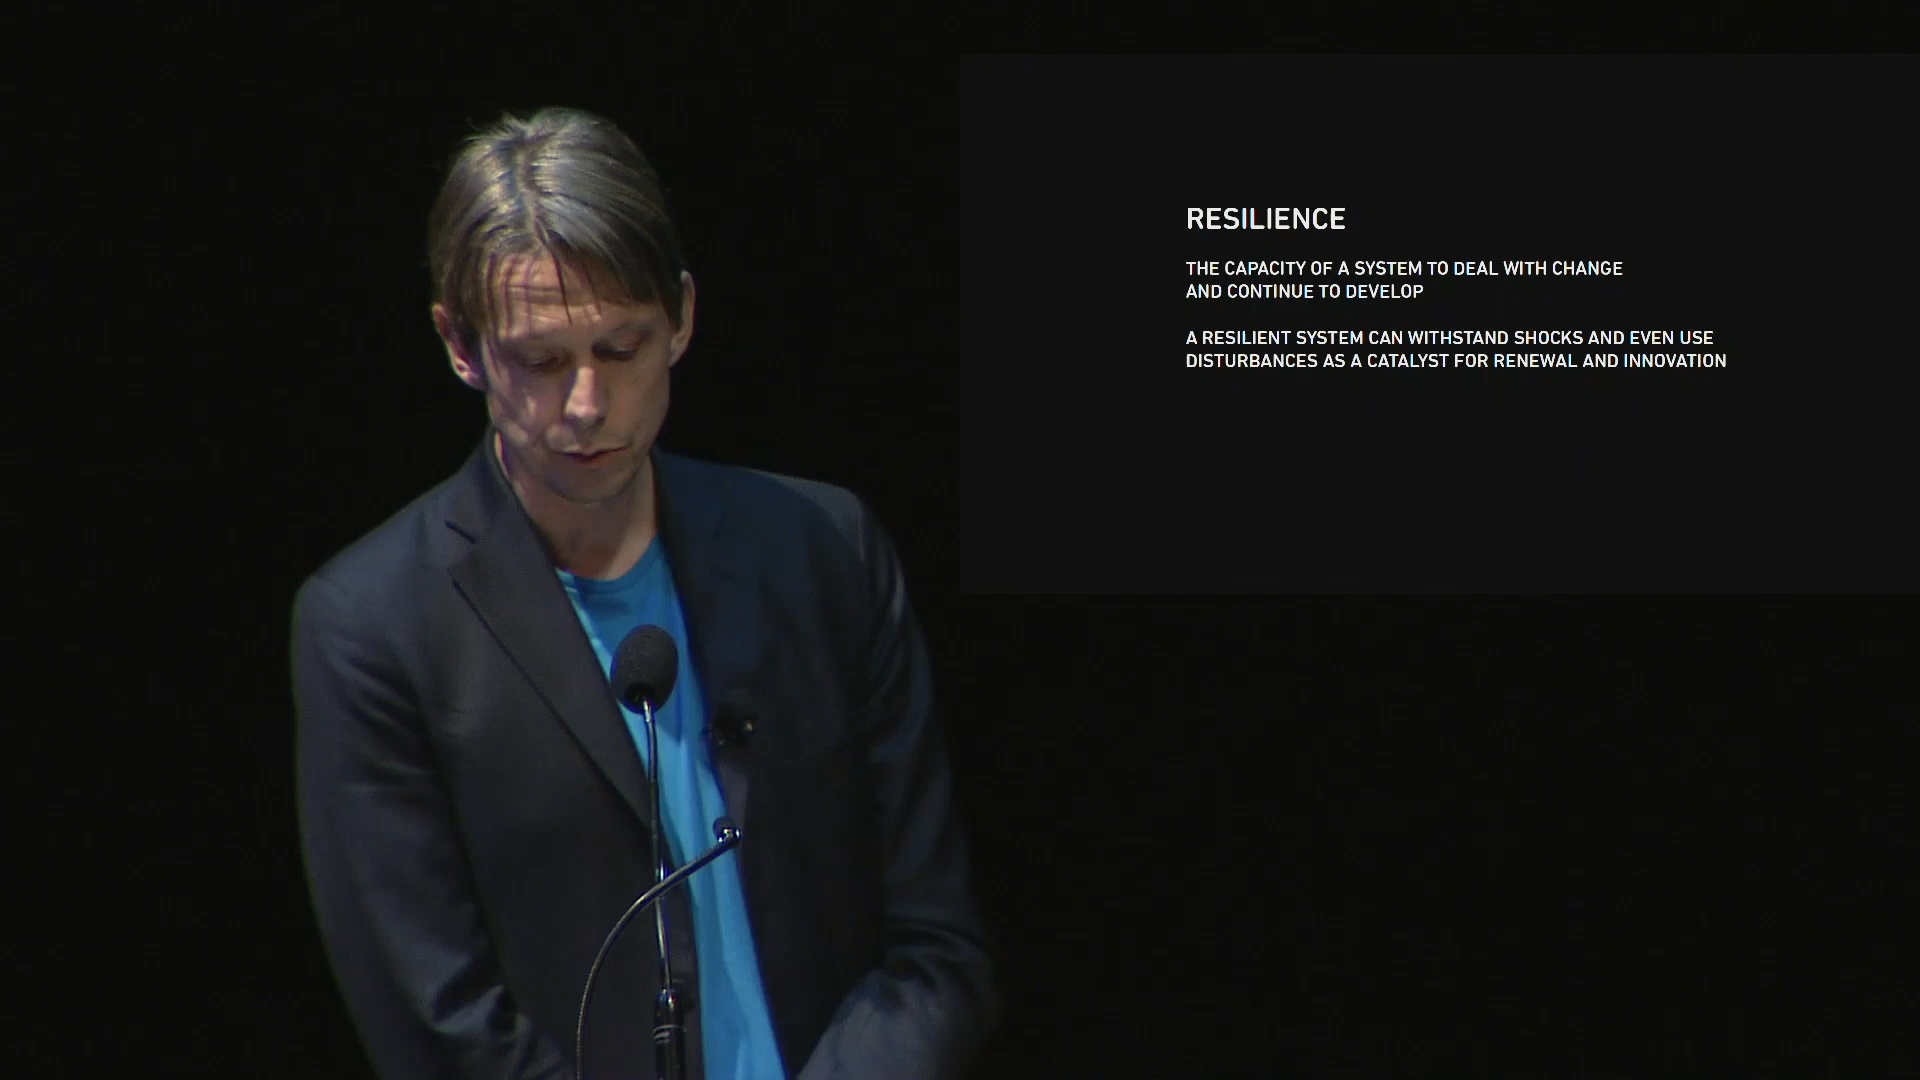 RESILIENCE
THE CAPACITY OF A SYSTEM TO DEAL WITH CHANGE
AND CONTINUE TO DEVELOP
A RESILIENT SYSTEM CAN WITHSTAND SHOCKS AND EVEN USE
DISTURBANCES AS A CATALYST FOR RENEWAL AND INNOVATION